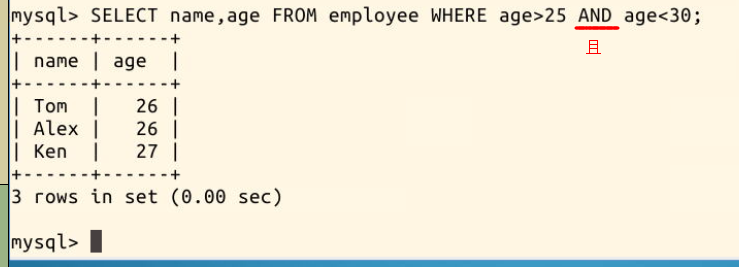 mysql> SELECT name,age FROM employee WHERE age>25 AND age<30;
且
+------+------+
| name | age  |
+------+------+
| Tom  |   26 |
| Alex |   26 |
| Ken  |   27 |
+------+------+
3 rows in set (0.00 sec)
mysql>